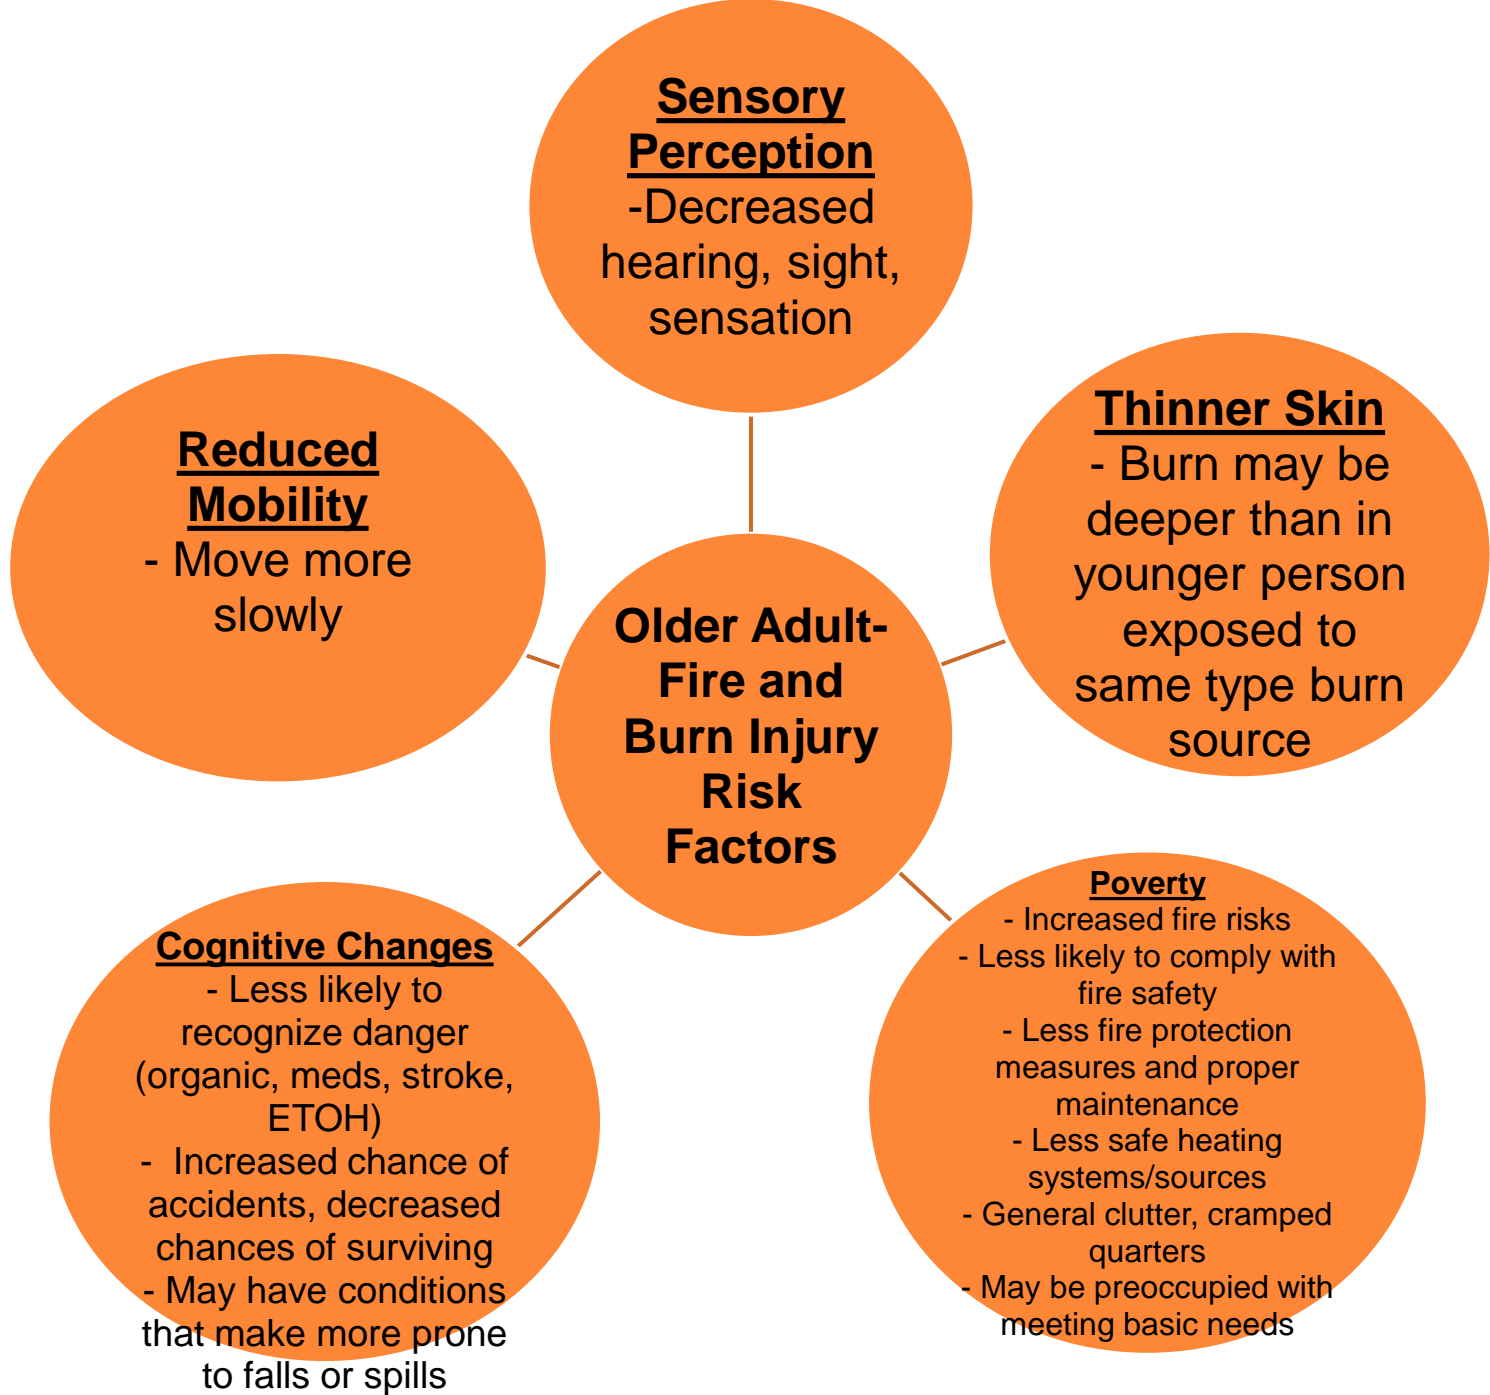 Sensory
Perception
-Decreased
hearing, sight,
sensation
Thinner Skin
- Burn may be
deeper than in
younger person
exposed to
same type burn
source
Reduced
Mobility
- Move more
slowly
Older Adult-
Fire and
Burn Injury
Risk
Factors
Poverty
- Increased fire risks
- Less likely to comply with
fire safety
- Less fire protection
measures and proper
maintenance
- Less safe heating
systems/sources
- General clutter, cramped
quarters
- May be preoccupied with
meeting basic needs
Cognitive Changes
- Less likely to
recognize danger
(organic, meds, stroke,
ETOH)
- Increased chance of
accidents, decreased
chances of surviving
- May have conditions
that make more prone
to falls or spills